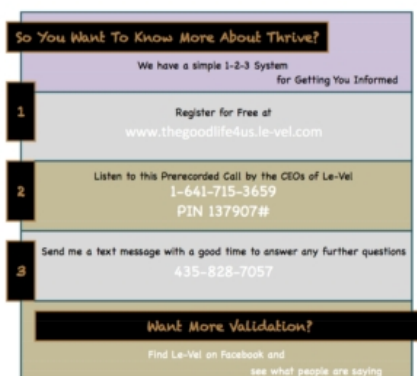 So You Want To Know More About Thrive?
We have a simple 1-2-3 System
for Getting You Informed
1
Register for Free at
www.thegoodlife4us.le-vel.com
2
Listen to this Prerecorded Call by the CEOs of Le-Vel
1-641-715-3659
PIN 137907#
3
Send me a text message with a good time to answer any further questions
435-828-7057
Want More Validation?
Find Le-Vel on Facebook and
see what people are saying